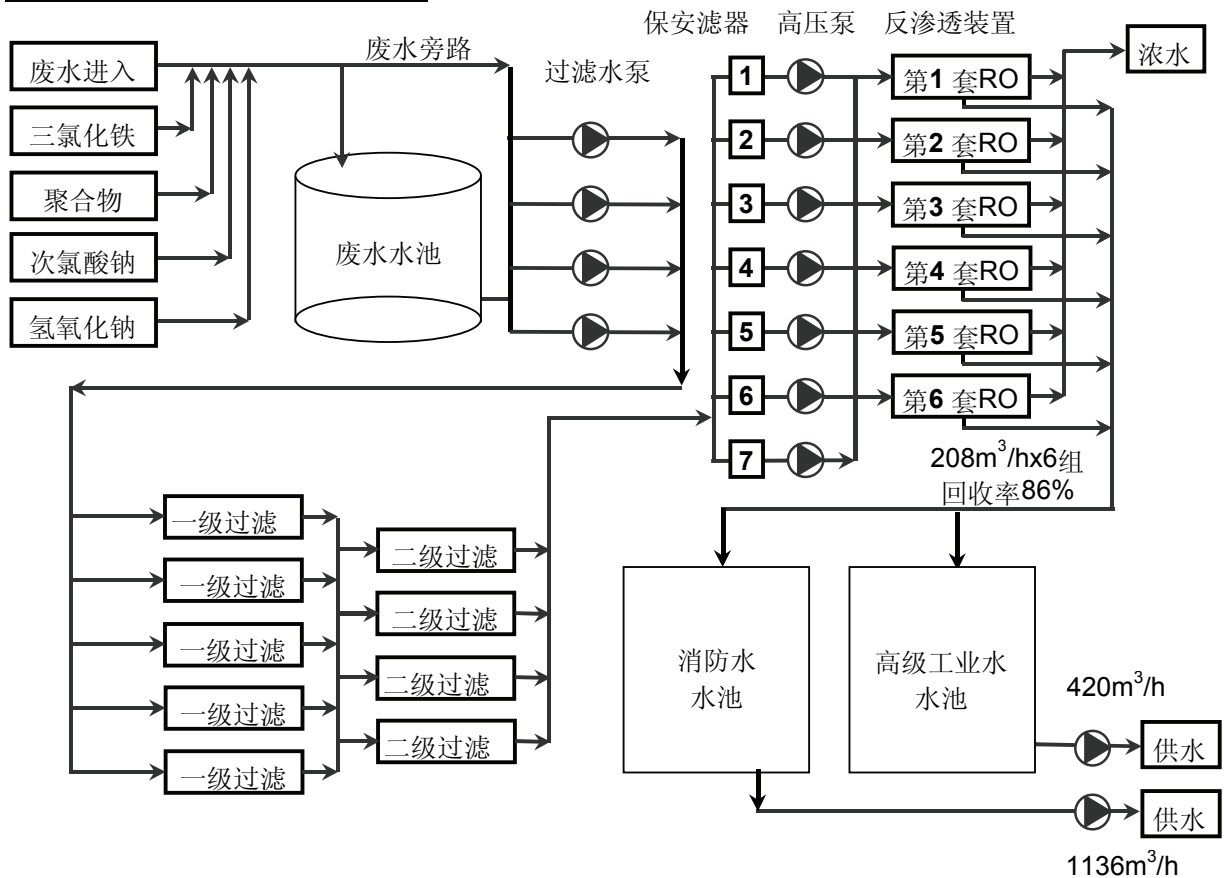 保安滤器 高压泵 反渗透装置
废水进入
废水旁路
过滤水泵
三氯化铁
聚合物
次氯酸钠
氢氧化钠
废水水池
1
2
3
4
5
6
7
第1 套RO
第2 套RO
第3 套RO
第4 套RO
第5 套RO
第6 套RO
浓水
208m³/hx6组
回收率86%
一级过滤
一级过滤
一级过滤
一级过滤
一级过滤
二级过滤
二级过滤
二级过滤
二级过滤
消防水
水池
高级工业水
水池
420m³/h
供水
供水
1136m³/h